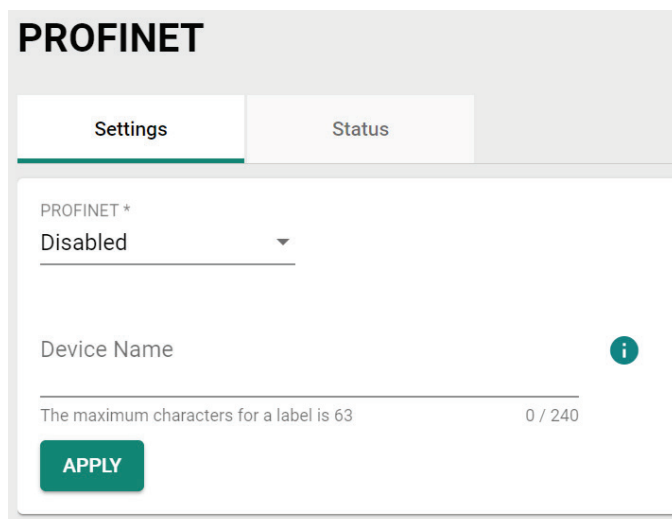 PROFINET
Settings Status
PROFINET *
Disabled
Device Name
The maximum characters for a label is 63 0 / 240
APPLY